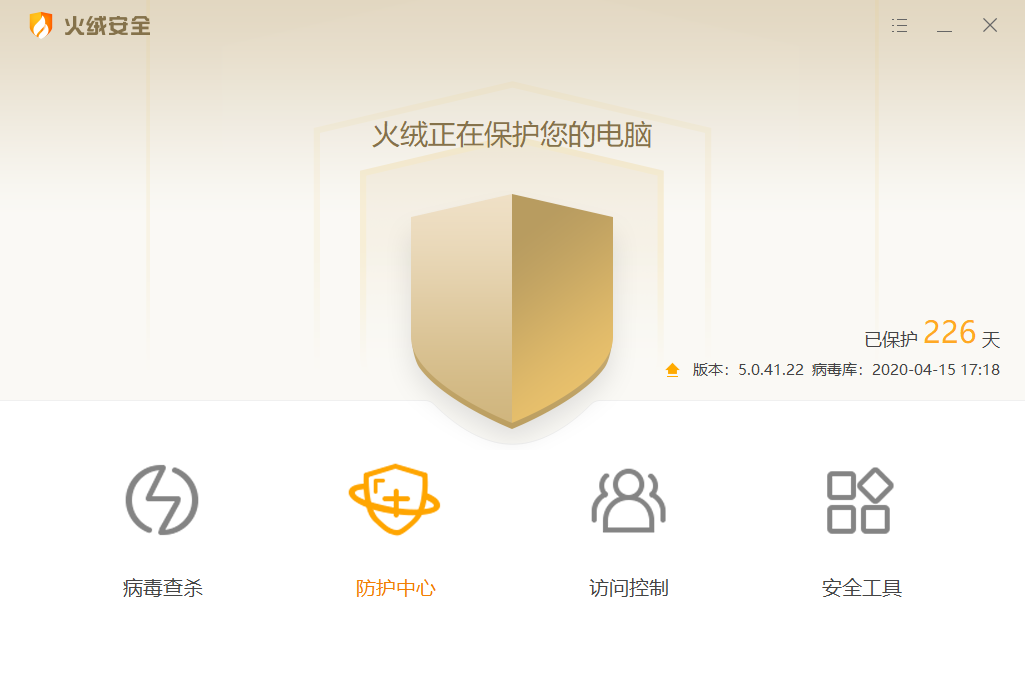 火绒安全
火绒正在保护您的电脑
已保护 226 天
版本：5.0.41.22 病毒库：2020-04-15 17:18
病毒查杀
防护中心
访问控制
安全工具